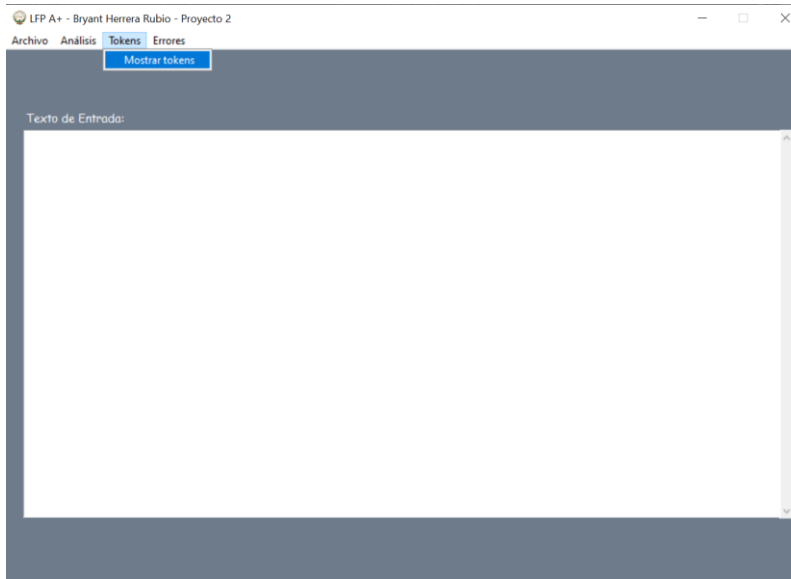 LFP A+ - Bryant Herrera Rubio - Proyecto 2
Archivo Análisis Tokens Errores
Mostrar tokens
Texto de Entrada: